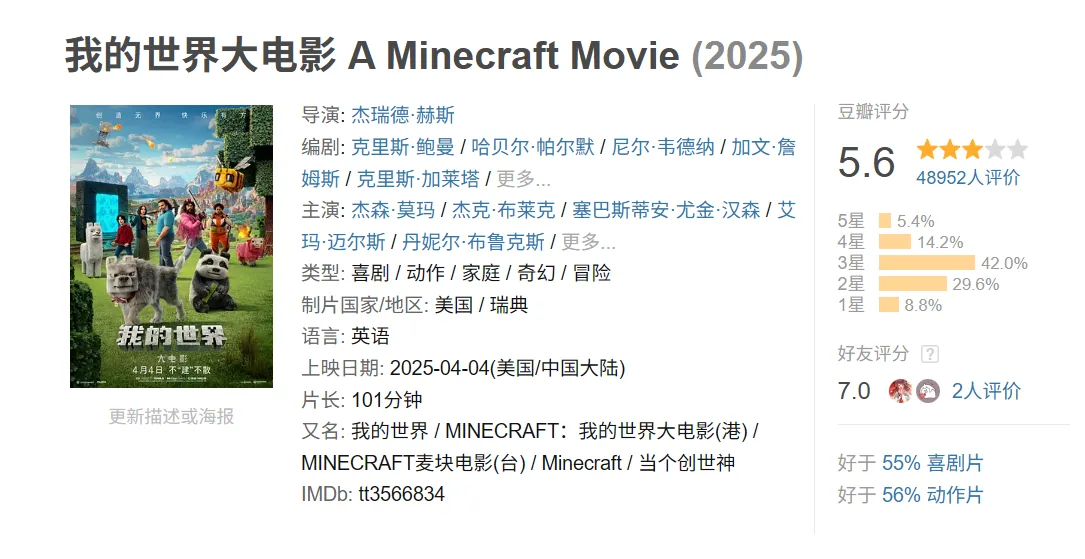 我的世界大电影 A Minecraft Movie (2025)
创造无界 快乐有方
我的世界
大电影
4月4日 不“建”不散
更新描述或海报
导演: 杰瑞德·赫斯
编剧: 克里斯·鲍曼 / 哈贝尔·帕尔默 / 尼尔·韦德纳 / 加文·詹
姆斯 / 克里斯·加莱塔 / 更多...
主演: 杰森·莫玛 / 杰克·布莱克 / 塞巴斯蒂安·尤金·汉森 / 艾
玛·迈尔斯 / 丹妮尔·布鲁克斯 / 更多...
类型: 喜剧 / 动作 / 家庭 / 奇幻 / 冒险
制片国家/地区: 美国 / 瑞典
语言: 英语
上映日期: 2025-04-04(美国/中国大陆)
片长: 101分钟
又名: 我的世界 / MINECRAFT：我的世界大电影(港) /
MINECRAFT麦块电影(台) / Minecraft / 当个创世神
IMDb: tt3566834
豆瓣评分
5.6
48952人评价
5星 5.4%
4星 14.2%
3星 42.0%
2星 29.6%
1星 8.8%
好友评分 ?
7.0 2人评价
好于 55% 喜剧片
好于 56% 动作片